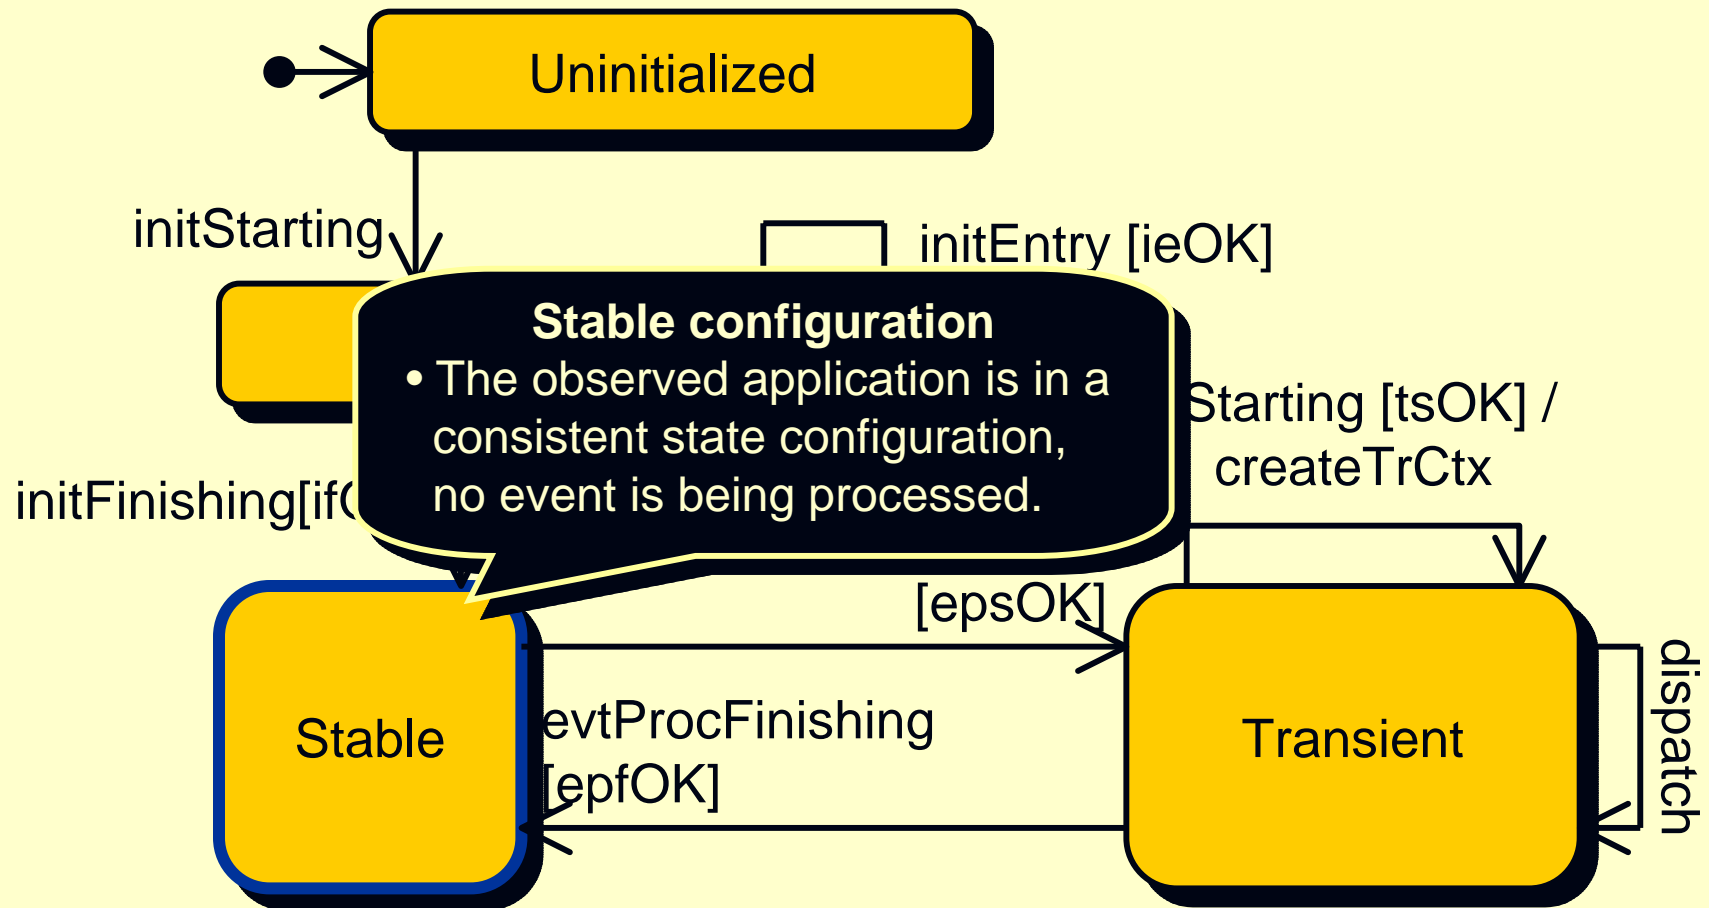 Uninitialized
initStarting
initEntry [ieOK]
Stable configuration
• The observed application is in a
consistent state configuration,
no event is being processed.
Starting [tsOK] /
createTrCtx
initFinishing[if
[epsOK]
evtProcFinishing
[epfOK]
Stable
Transient
dispatch